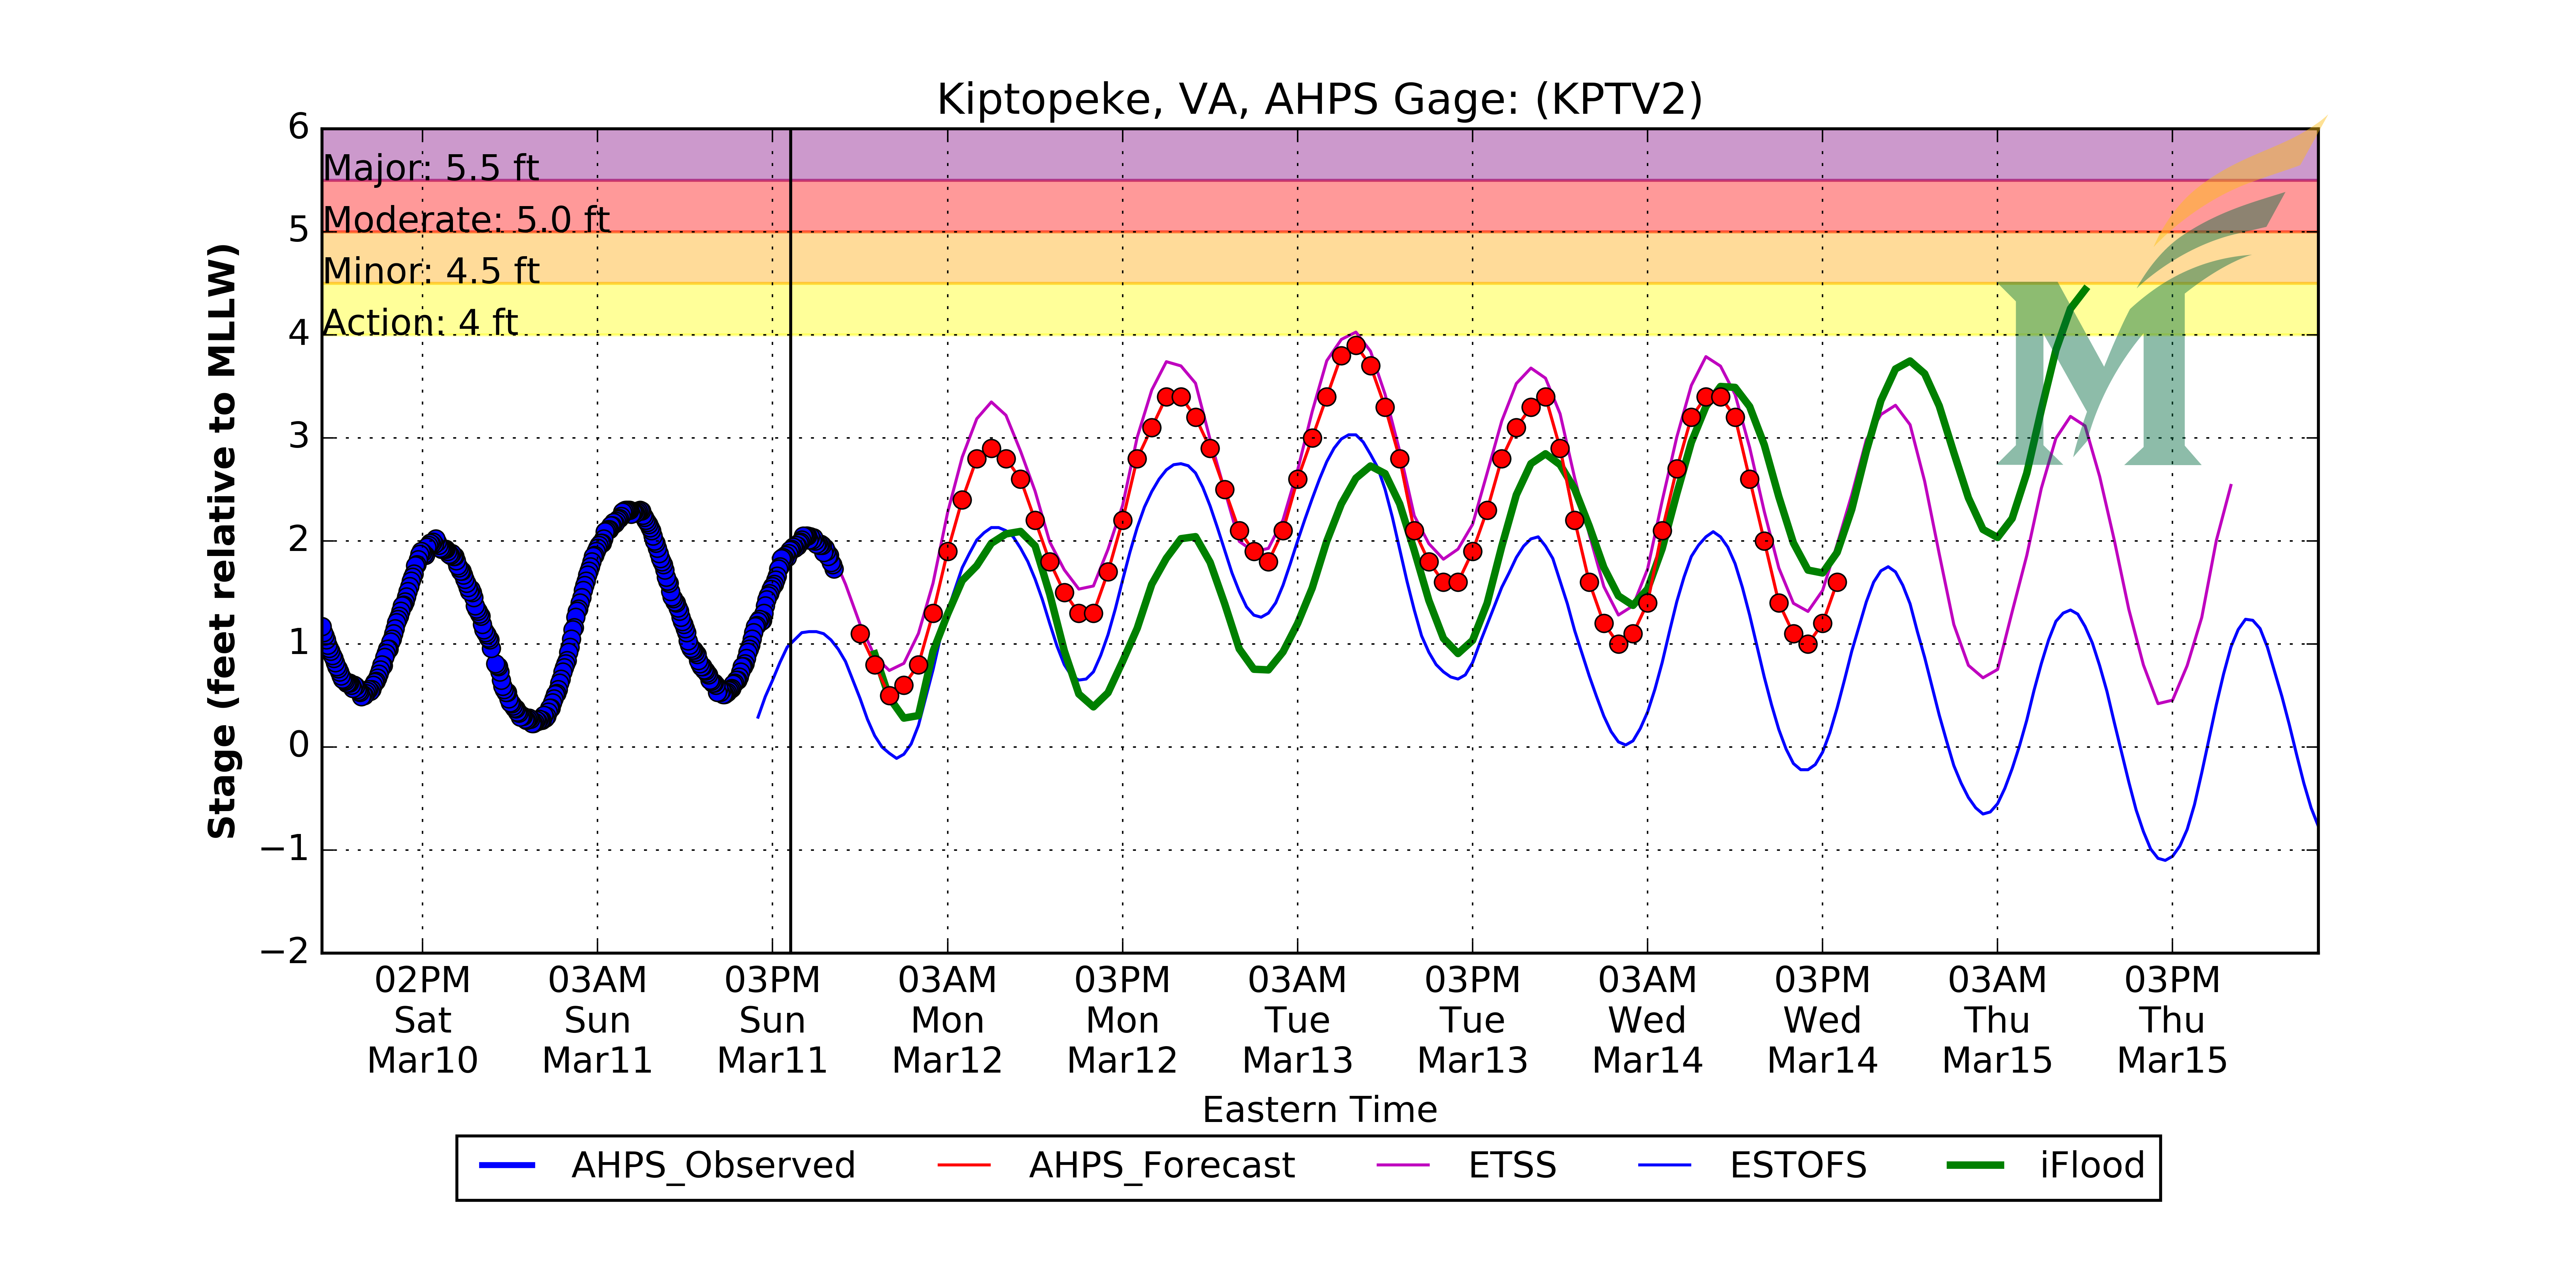 Kiptopeke, VA, AHPS Gage: (KPTV2)
6
Major: 5.5 ft
Moderate: 5.0 ft
5
Minor: 4.5 ft
Action: 4 ft
4
3
2
1
0
−1
−2
Stage (feet relative to MLLW)
02PM 03AM 03PM 03AM 03PM 03AM 03PM 03AM 03PM 03AM 03PM
Sat Sun Sun Mon Mon Tue Tue Wed Wed Thu Thu
Mar10 Mar11 Mar11 Mar12 Mar12 Mar13 Mar13 Mar14 Mar14 Mar15 Mar15
Eastern Time
AHPS_Observed AHPS_Forecast ETSS ESTOFS iFlood
M